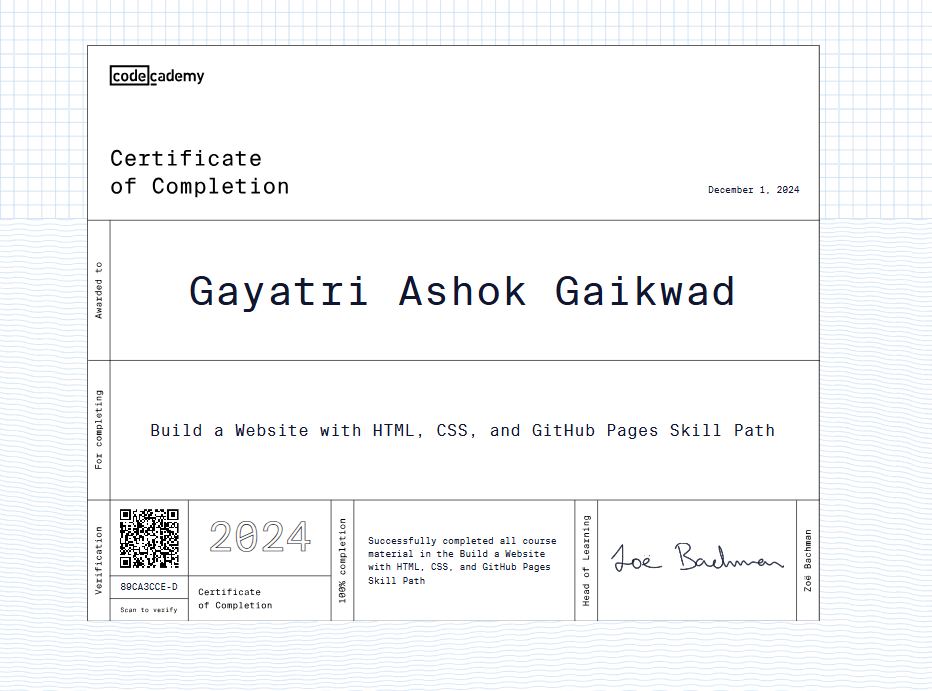 codecademy
Certificate
of Completion
December 1, 2024
Awarded to
Gayatri Ashok Gaikwad
For completing
Build a Website with HTML, CSS, and GitHub Pages Skill Path
Verification
89CA3CCE-D
Scan to verify
2024
Certificate
of Completion
100% completion
Successfully completed all course
material in the Build a Website
with HTML, CSS, and GitHub Pages
Skill Path
Head of Learning
Zoë Bachman
Zoë Bachman